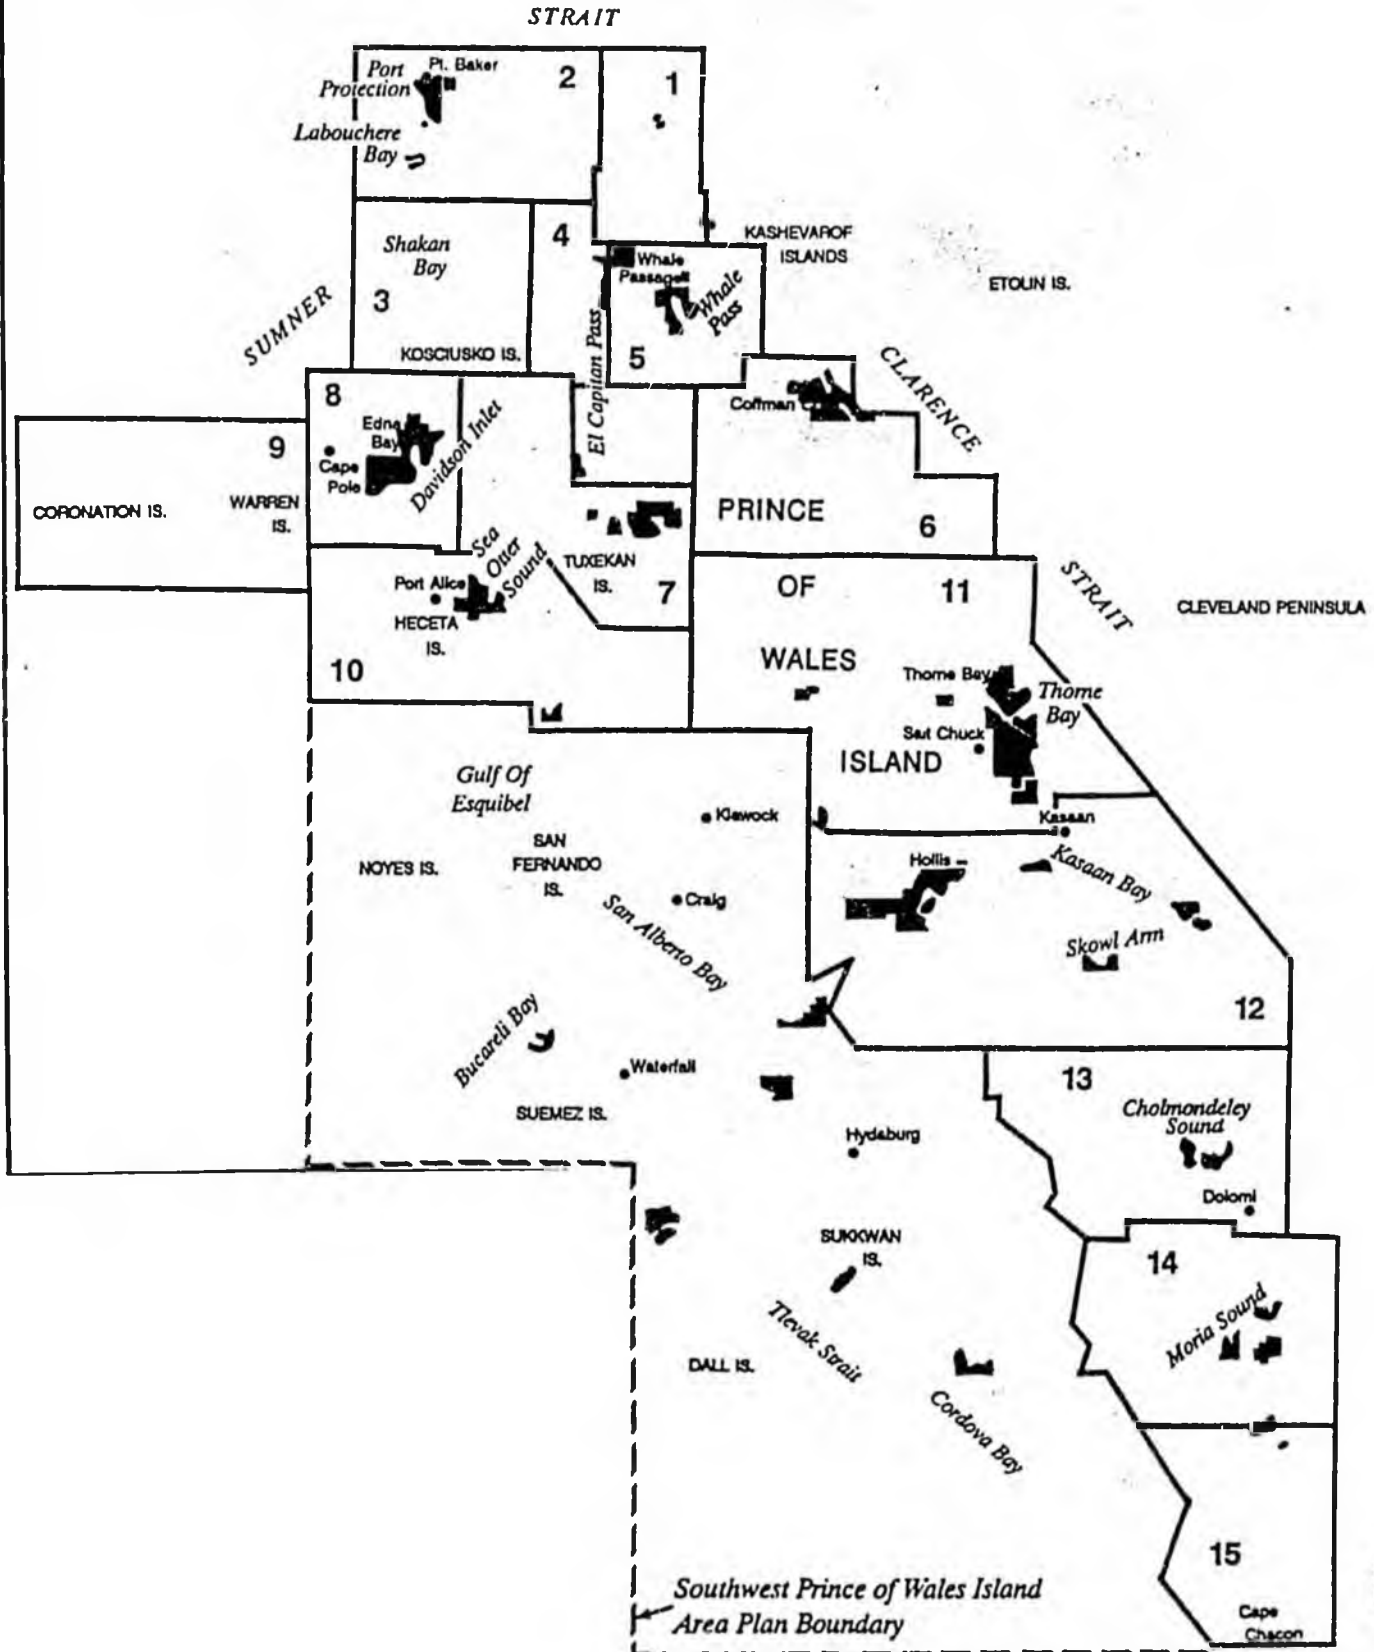 STRAIT
Port
Protection
Pt. Baker
2
1
Labouchere
Bay
Shakan
Bay
4
3
KASHEVAROF
ISLANDS
Whale
Passage
Whale
Pass
ETOLIN IS.
SUMNER
KOSCIUSKO IS.
El Capitan Pass
5
CLARENCE
8
Coffman
9
Edna
Bay
Cape
Pole
Davidson Inlet
CORONATION IS.
WARREN
IS.
PRINCE
6
Sea
Otter
Sound
TUXEKAN
IS.
7
Port Alice
HECETA
IS.
10
OF
11
STRAIT
CLEVELAND PENINSULA
WALES
Thorne Bay
Thorne
Bay
Salt Chuck
ISLAND
Gulf Of
Esquibel
Klawock
Kasaan
NOYES IS.
SAN
FERNANDO
IS.
Hollis
Kasaan Bay
Craig
San Alberto Bay
Skowl Arm
12
Bucareli Bay
Waterfall
SUEMEZ IS.
13
Cholmondeley
Sound
Hydaburg
Dolomi
SUKKWAN
IS.
14
Tlevak Strait
Moria Sound
DALL IS.
Cordova Bay
15
Southwest Prince of Wales Island
Area Plan Boundary
Cape
Chacon